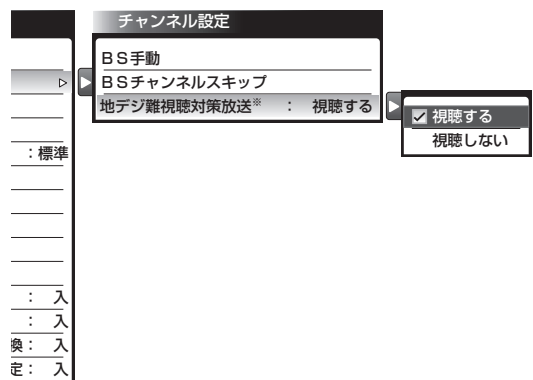 チャンネル設定
BS手動
BSチャンネルスキップ
地デジ難視聴対策放送※ : 視聴する
視聴する
視聴しない
:標準
: 入
: 入
換: 入
定: 入